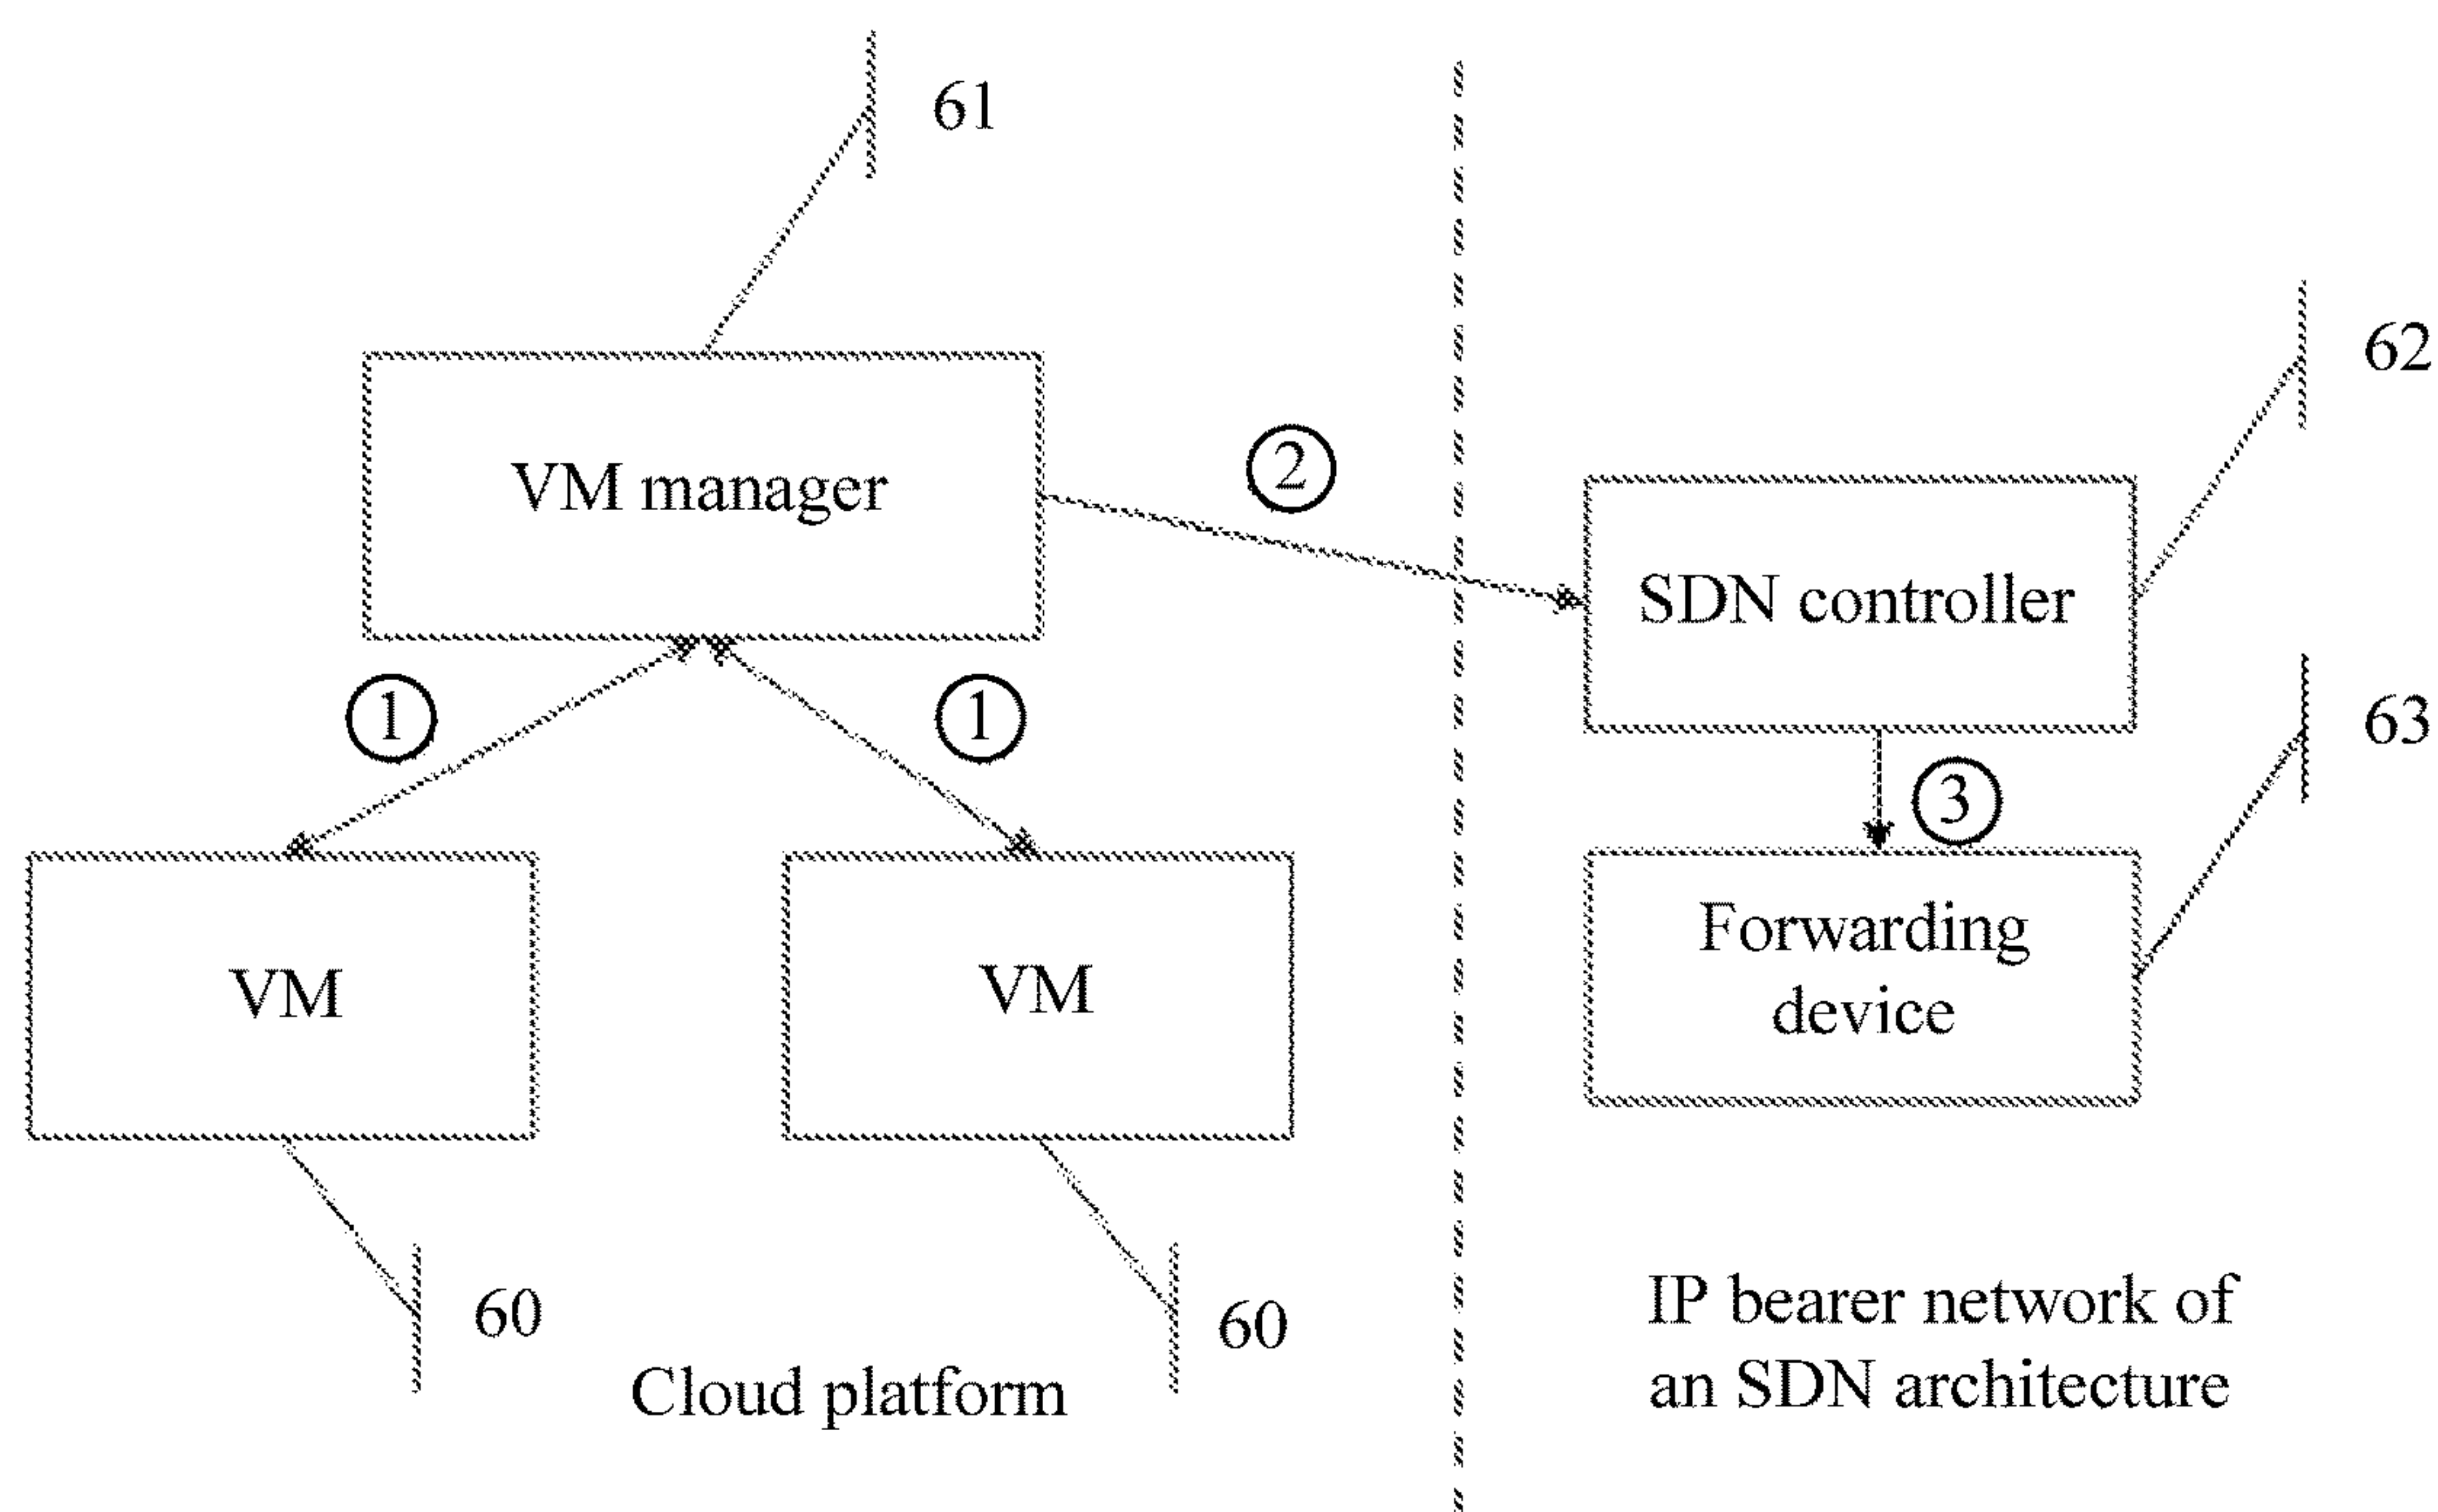 61
62
②
VM manager
SDN controller
① ①
63
③
VM
VM
Forwarding
device
60
60
Cloud platform
IP bearer network of
an SDN architecture